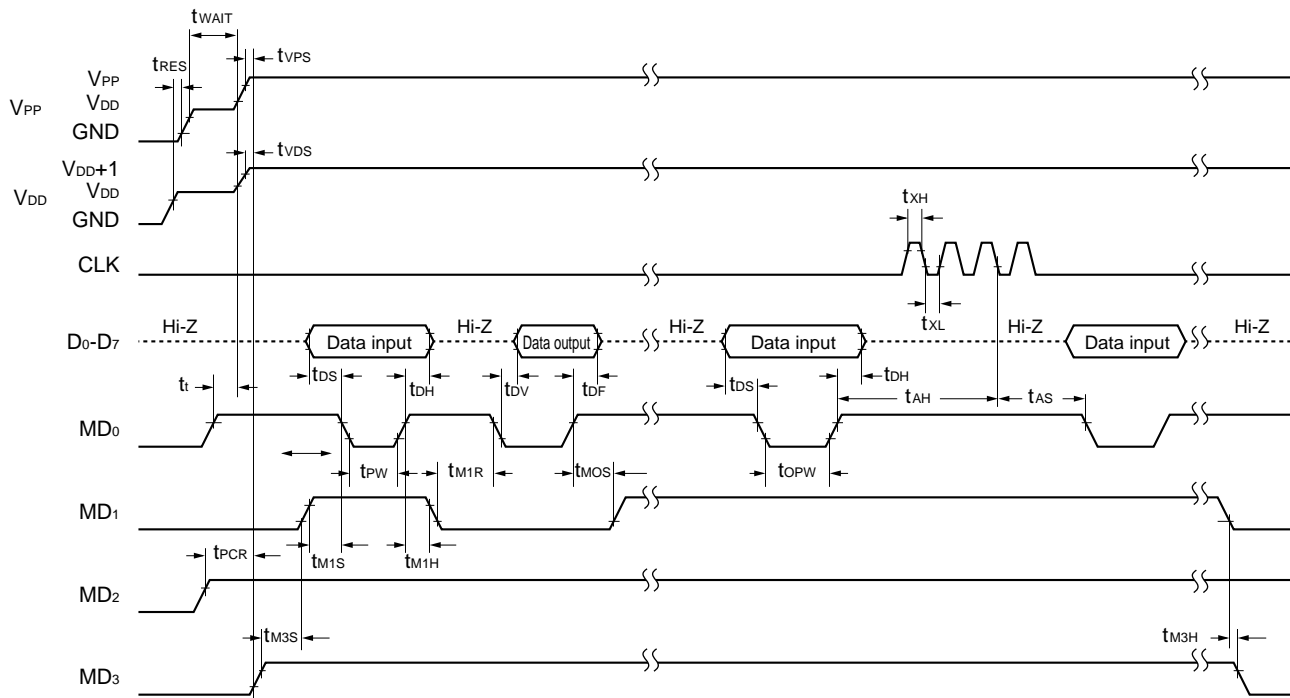 tWAIT
tVPS
tRES
VPP
VPP
VDD
GND
tVDS
VDD+1
VDD
VDD
GND
tXH
CLK
tXL
Hi-Z
Hi-Z
Hi-Z
Hi-Z
Hi-Z
D0-D7
Data input
Data output
Data input
Data input
tt
tDS
tDH
tDV
tDF
tDS
tDH
tAH
tAS
MD0
tPW
tM1R
tMOS
tOPW
MD1
tPCR
tM1S
tM1H
MD2
tM3S
tM3H
MD3